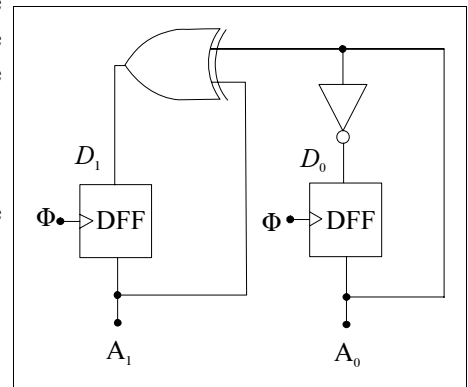 D₁ D₀
Φ DFF Φ DFF
A₁ A₀